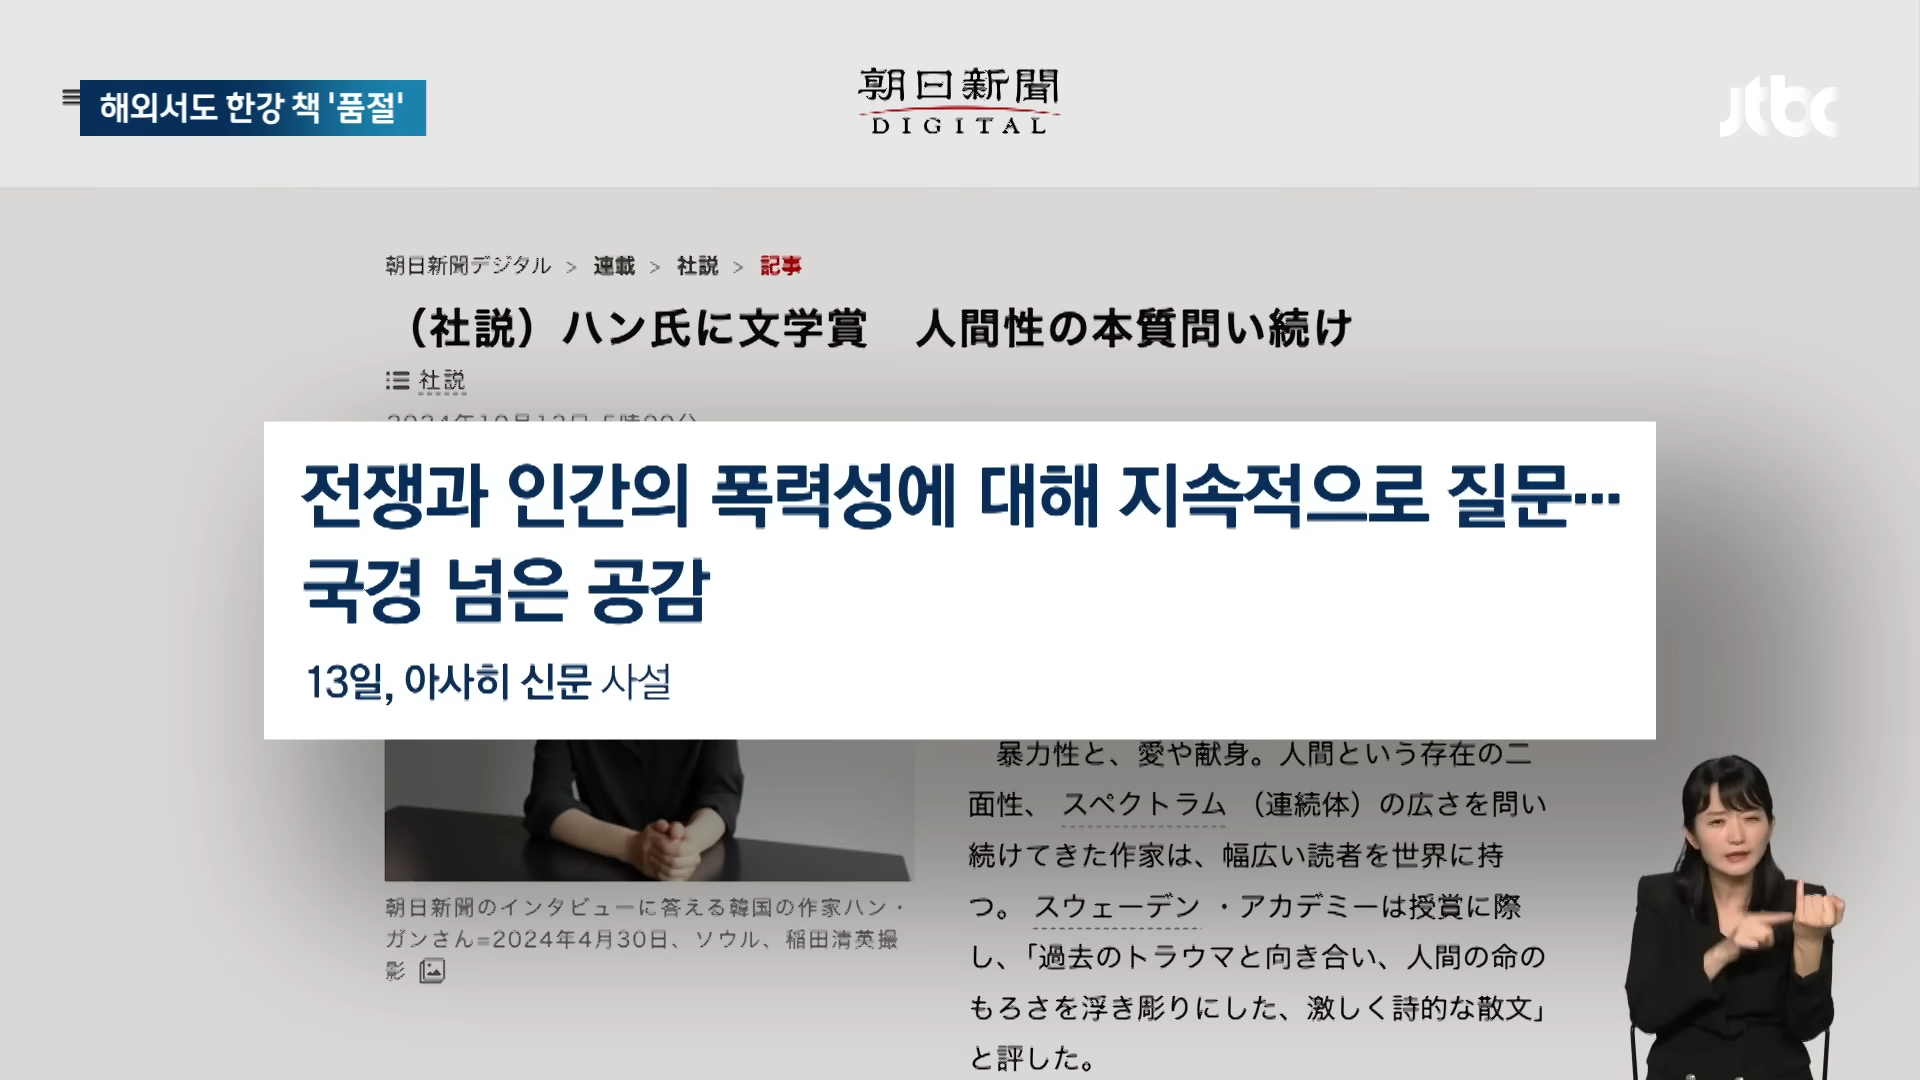 해외서도 한강 책 '품절'
朝日新聞
DIGITAL
jtbc
朝日新聞デジタル > 連載 > 社説 > 記事
（社説）ハン氏に文学賞　人間性の本質問い続け
社説
전쟁과 인간의 폭력성에 대해 지속적으로 질문…
국경 넘은 공감
13일, 아사히 신문 사설
暴力性と、愛や献身。人間という存在の二
面性、スペクトラム（連続体）の広さを問い
続けてきた作家は、幅広い読者を世界に持
つ。スウェーデン・アカデミーは授賞に際
し、「過去のトラウマと向き合い、人間の命の
もろさを浮き彫りにした、激しく詩的な散文」
と評した。
朝日新聞のインタビューに答える韓国の作家ハン・
ガンさん=2024年4月30日、ソウル、稲田清英撮
影